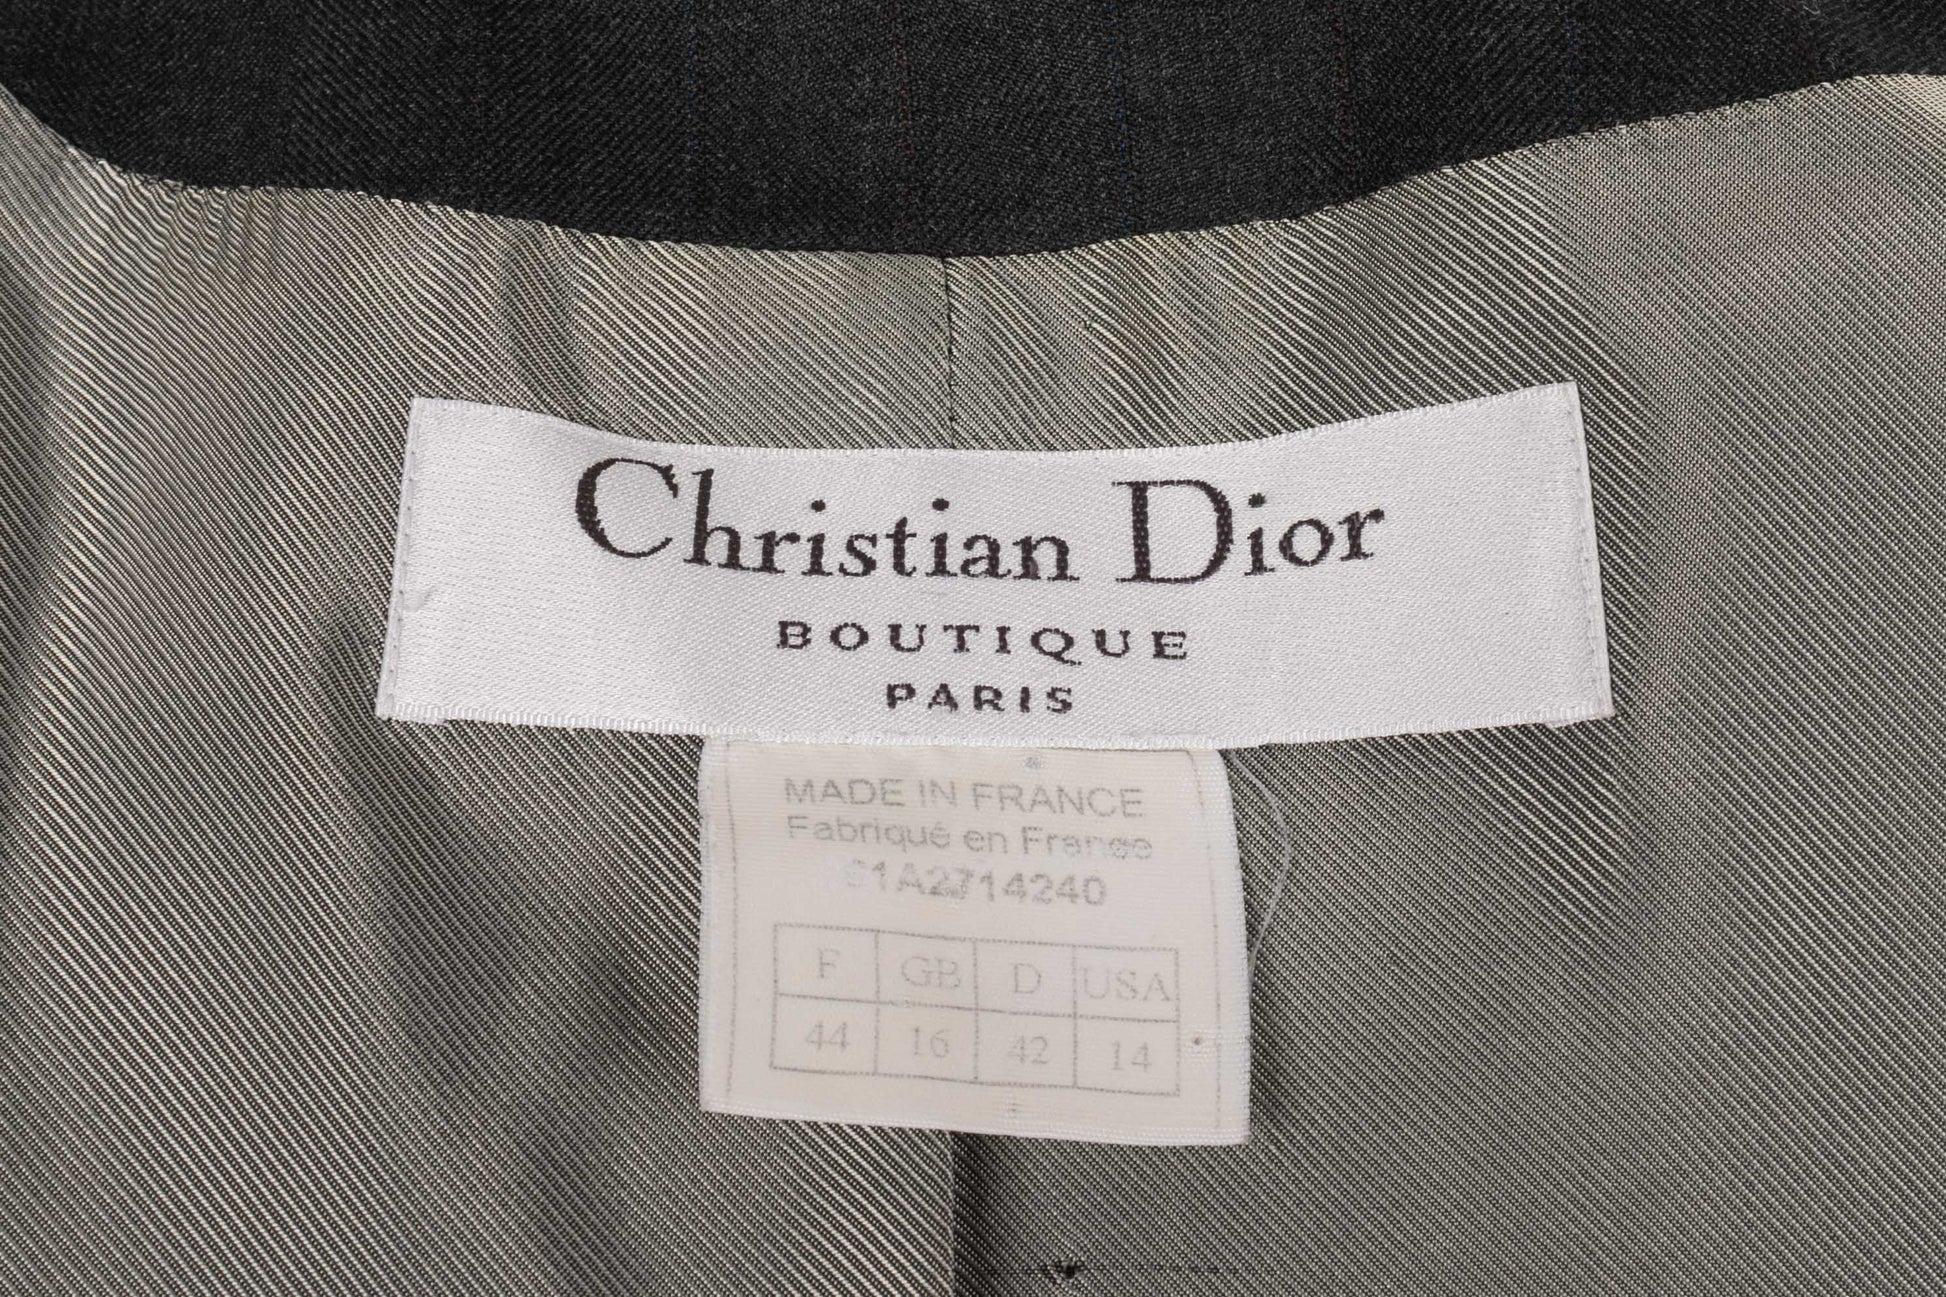 Christian Dior
BOUTIQUE
PARIS
MADE IN FRANCE
Fabriqué en France
F GB D USA
44 16 42 14